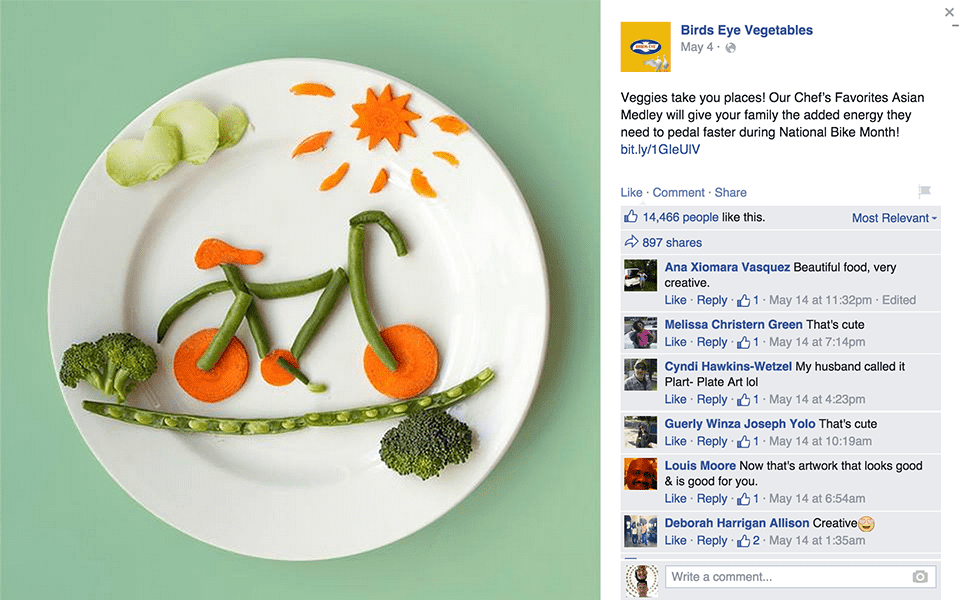 Birds Eye Vegetables
May 4 ·
Veggies take you places! Our Chef's Favorites Asian
Medley will give your family the added energy they
need to pedal faster during National Bike Month!
bit.ly/1GIeUlV
Like · Comment · Share
14,466 people like this.
Most Relevant
897 shares
Ana Xiomara Vasquez Beautiful food, very
creative.
Like · Reply · 1 · May 14 at 11:32pm · Edited
Melissa Christern Green That's cute
Like · Reply · 1 · May 14 at 7:14pm
Cyndi Hawkins-Wetzel My husband called it
Plart- Plate Art lol
Like · Reply · 1 · May 14 at 4:23pm
Guerly Winza Joseph Yolo That's cute
Like · Reply · 1 · May 14 at 10:19am
Louis Moore Now that's artwork that looks good
& is good for you.
Like · Reply · 1 · May 14 at 6:54am
Deborah Harrigan Allison Creative
Like · Reply · 2 · May 14 at 1:35am
Write a comment...